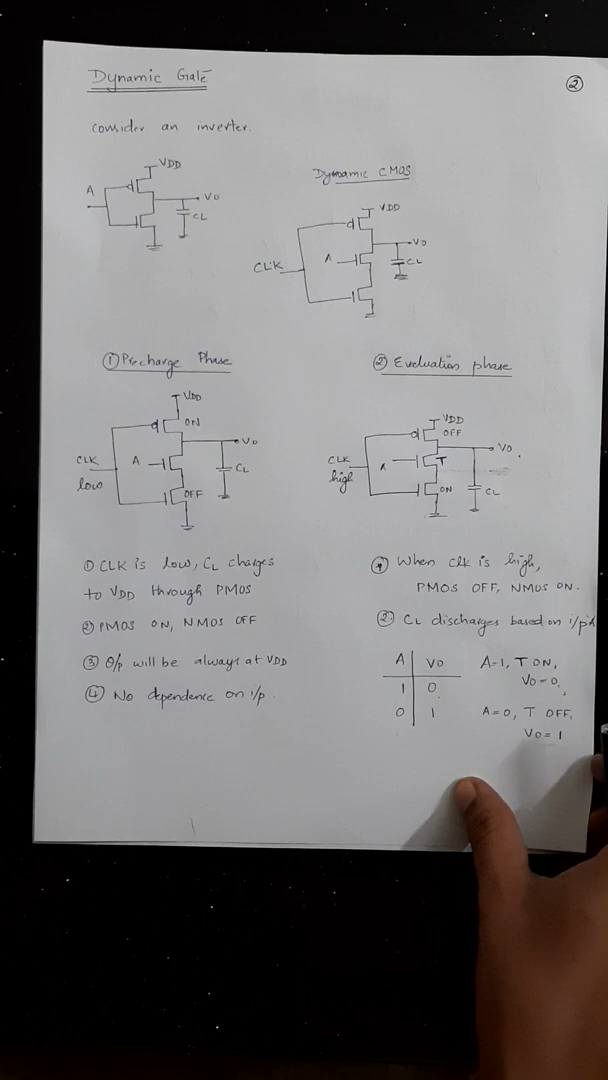 Dynamic Gate
②
consider an inverter.
VDD
A
VO
CL
Dynamic CMOS
VDD
VO
A
CLK
CL
① Precharge Phase
VDD
ON
VO
CLK
A
CL
low
OFF
① CLK is low, CL charges
to VDD through PMOS
② PMOS ON, NMOS OFF
③ O/p will be always at VDD
④ No dependence on i/p.
② Evaluation phase
VDD
OFF
VO
CLK
A
T
high
ON
CL
① When clk is high,
PMOS OFF, NMOS ON.
② CL discharges based on i/p
A VO
1 0
0 1
A=1, T ON,
VO=0,
A=0, T OFF,
VO=1